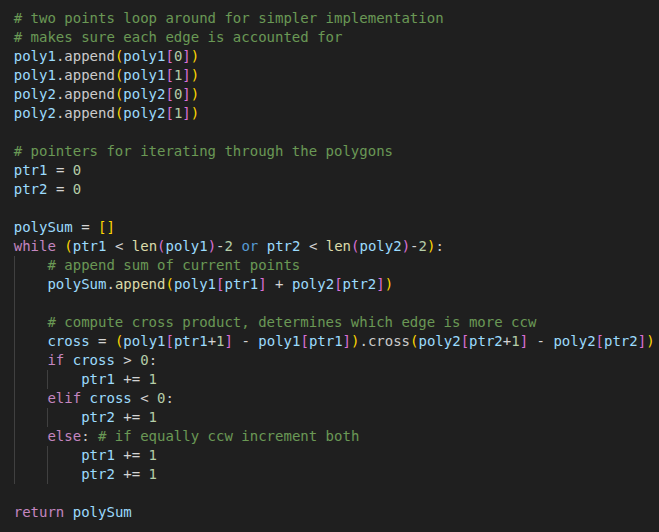 # two points loop around for simpler implementation
# makes sure each edge is accounted for
poly1.append(poly1[0])
poly1.append(poly1[1])
poly2.append(poly2[0])
poly2.append(poly2[1])

# pointers for iterating through the polygons
ptr1 = 0
ptr2 = 0

polySum = []
while (ptr1 < len(poly1)-2 or ptr2 < len(poly2)-2):
    # append sum of current points
    polySum.append(poly1[ptr1] + poly2[ptr2])

    # compute cross product, determines which edge is more ccw
    cross = (poly1[ptr1+1] - poly1[ptr1]).cross(poly2[ptr2+1] - poly2[ptr2])
    if cross > 0:
        ptr1 += 1
    elif cross < 0:
        ptr2 += 1
    else: # if equally ccw increment both
        ptr1 += 1
        ptr2 += 1

return polySum